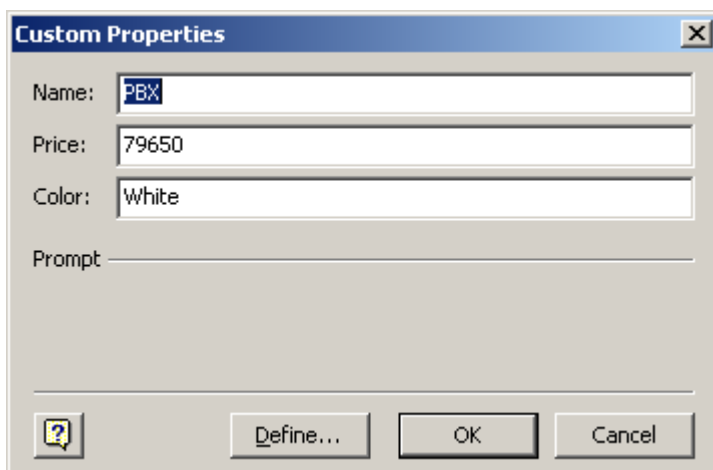 Custom Properties
Name: PBX
Price: 79650
Color: White
Prompt
? Define... OK Cancel